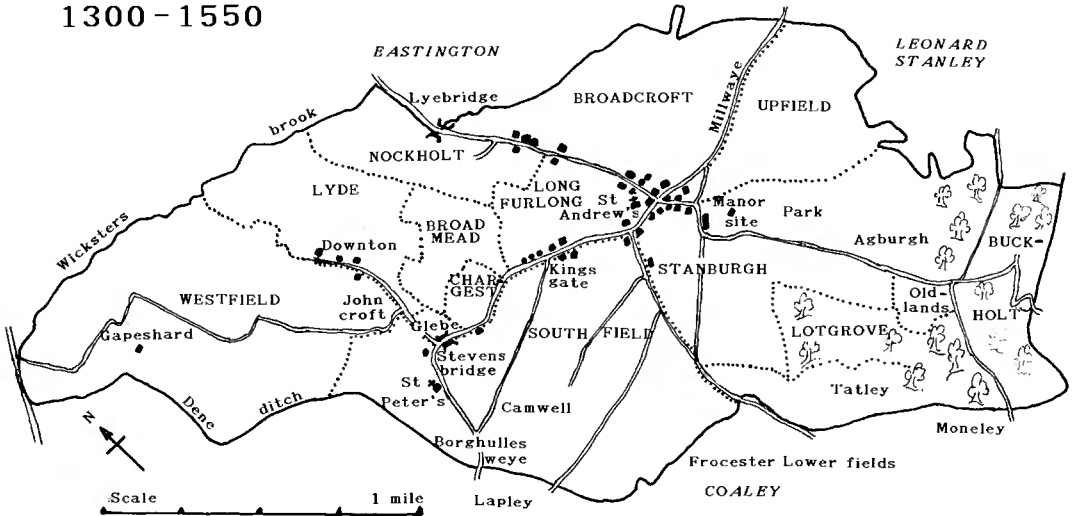 1300-1550
EASTINGTON
LEONARD
STANLEY
Lyebridge
BROADCROFT
Millwaye
UPFIELD
brook
NOCKHOLT
LYDE
LONG
FURLONG
St
Andrew's
Manor
site
Park
Wicksters
BROAD
MEAD
Downton
Agburgh
BUCK-
HOLT
CHAR
GEST
Kings
gate
STANBURGH
Old-
lands
WESTFIELD
John
croft
Gapeshard
Glebe
Stevens
bridge
SOUTH FIELD
LOTGROVE
St
Peter's
Tatley
Dene ditch
Camwell
N
Moneley
Borghulles
weye
Frocester Lower fields
COALEY
Lapley
Scale 1 mile